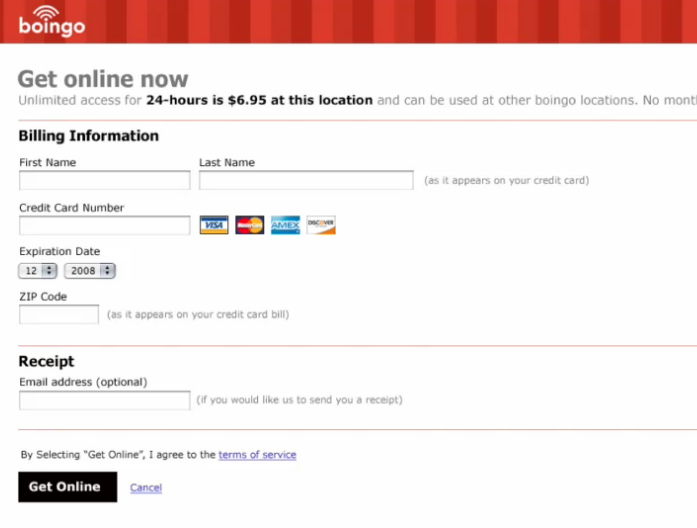 boingo
Get online now
Unlimited access for 24-hours is $6.95 at this location and can be used at other boingo locations. No
Billing Information
First Name Last Name
(as it appears on your credit card)
Credit Card Number
VISA MasterCard AMEX DISCOVER
Expiration Date
12 2008
ZIP Code
(as it appears on your credit card bill)
Receipt
Email address (optional)
(if you would like us to send you a receipt)
By Selecting "Get Online", I agree to the terms of service
Get Online Cancel